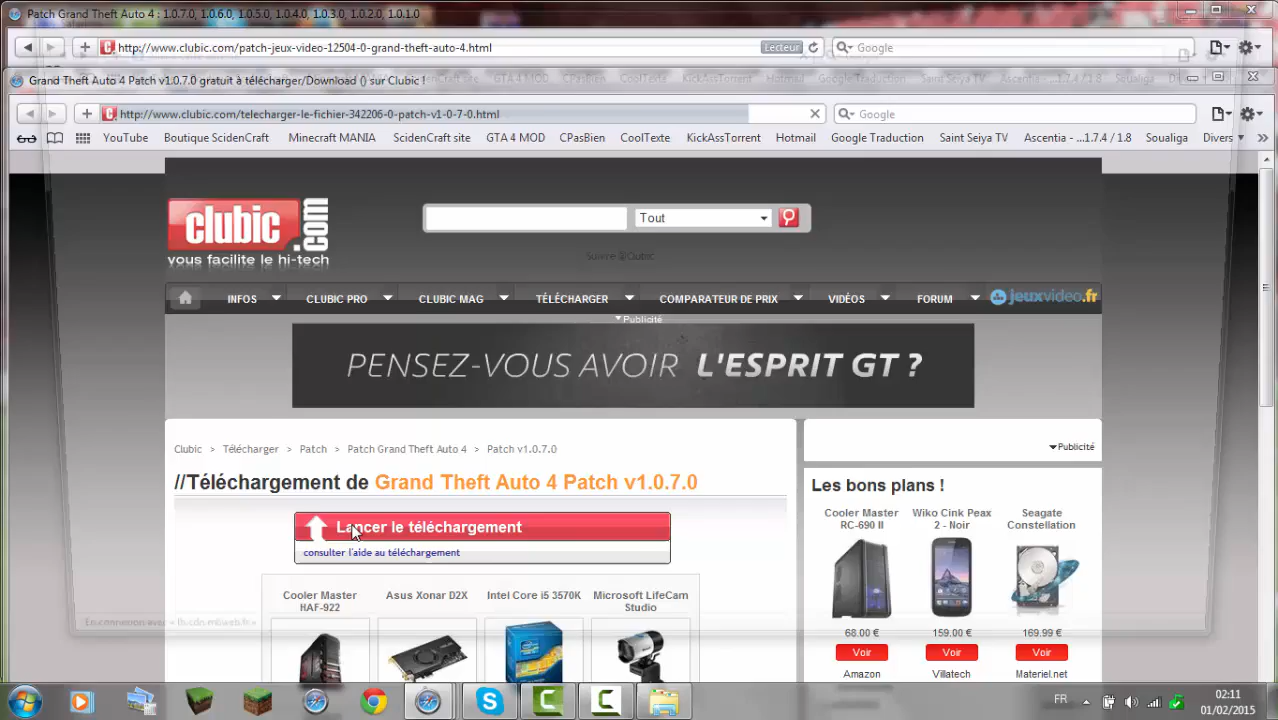 Patch Grand Theft Auto 4 : 1.0.7.0, 1.0.6.0, 1.0.5.0, 1.0.4.0, 1.0.3.0, 1.0.2.0, 1.0.1.0
http://www.clubic.com/patch-jeux-video-12504-0-grand-theft-auto-4.html Lecteur Google
Grand Theft Auto 4 Patch v1.0.7.0 gratuit à télécharger/Download () sur Clubic !
http://www.clubic.com/telecharger-le-fichier-342206-0-patch-v1-0-7-0.html Google
YouTube Boutique ScidenCraft Minecraft MANIA ScidenCraft site GTA 4 MOD CPasBien CoolTexte KickAssTorrent Hotmail Google Traduction Saint Seiya TV Ascentia - ...1.7.4 / 1.8 Soualiga Divers
clubic.com
vous facilite le hi-tech
Tout
Suivre @Clubic
INFOS CLUBIC PRO CLUBIC MAG TÉLÉCHARGER COMPARATEUR DE PRIX VIDÉOS FORUM jeuxvideo.fr
Publicité
PENSEZ-VOUS AVOIR L'ESPRIT GT ?
Clubic > Télécharger > Patch > Patch Grand Theft Auto 4 > Patch v1.0.7.0
Publicité
//Téléchargement de Grand Theft Auto 4 Patch v1.0.7.0
Les bons plans !
Lancer le téléchargement
consulter l'aide au téléchargement
Cooler Master RC-690 II
Wiko Cink Peax 2 - Noir
Seagate Constellation
Cooler Master HAF-922
Asus Xonar D2X
Intel Core i5 3570K
Microsoft LifeCam Studio
68.00 € 159.00 € 169.99 €
Voir Voir Voir
Amazon Villatech Materiel.net
FR
02:11
01/02/2015